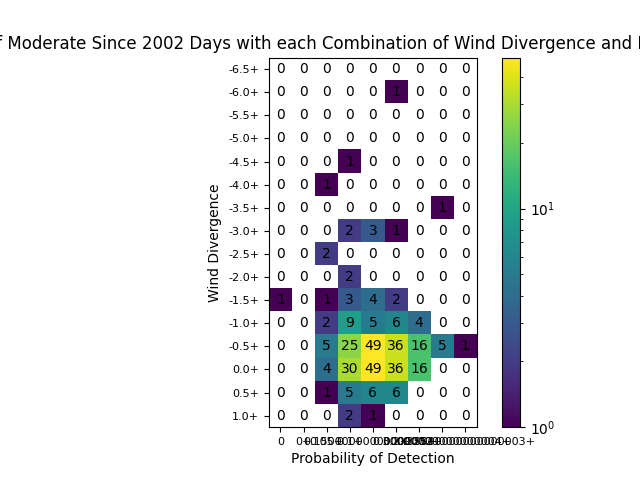 f Moderate Since 2002 Days with each Combination of Wind Divergence and
-6.5+ 0 0 0 0 0 0 0 0 0
-6.0+ 0 0 0 0 0 1 0 0 0
-5.5+ 0 0 0 0 0 0 0 0 0
-5.0+ 0 0 0 0 0 0 0 0 0
-4.5+ 0 0 0 1 0 0 0 0 0
-4.0+ 0 0 1 0 0 0 0 0 0
-3.5+ 0 0 0 0 0 0 0 1 0
-3.0+ 0 0 0 2 3 1 0 0 0
-2.5+ 0 0 2 0 0 0 0 0 0
-2.0+ 0 0 0 2 0 0 0 0 0
-1.5+ 1 0 1 3 4 2 0 0 0
-1.0+ 0 0 2 9 5 6 4 0 0
-0.5+ 0 0 5 25 49 36 16 5 1
0.0+ 0 0 4 30 49 36 16 0 0
0.5+ 0 0 1 5 6 6 0 0 0
1.0+ 0 0 0 2 1 0 0 0 0
0
Probability of Detection
Wind Divergence
10^1
10^0